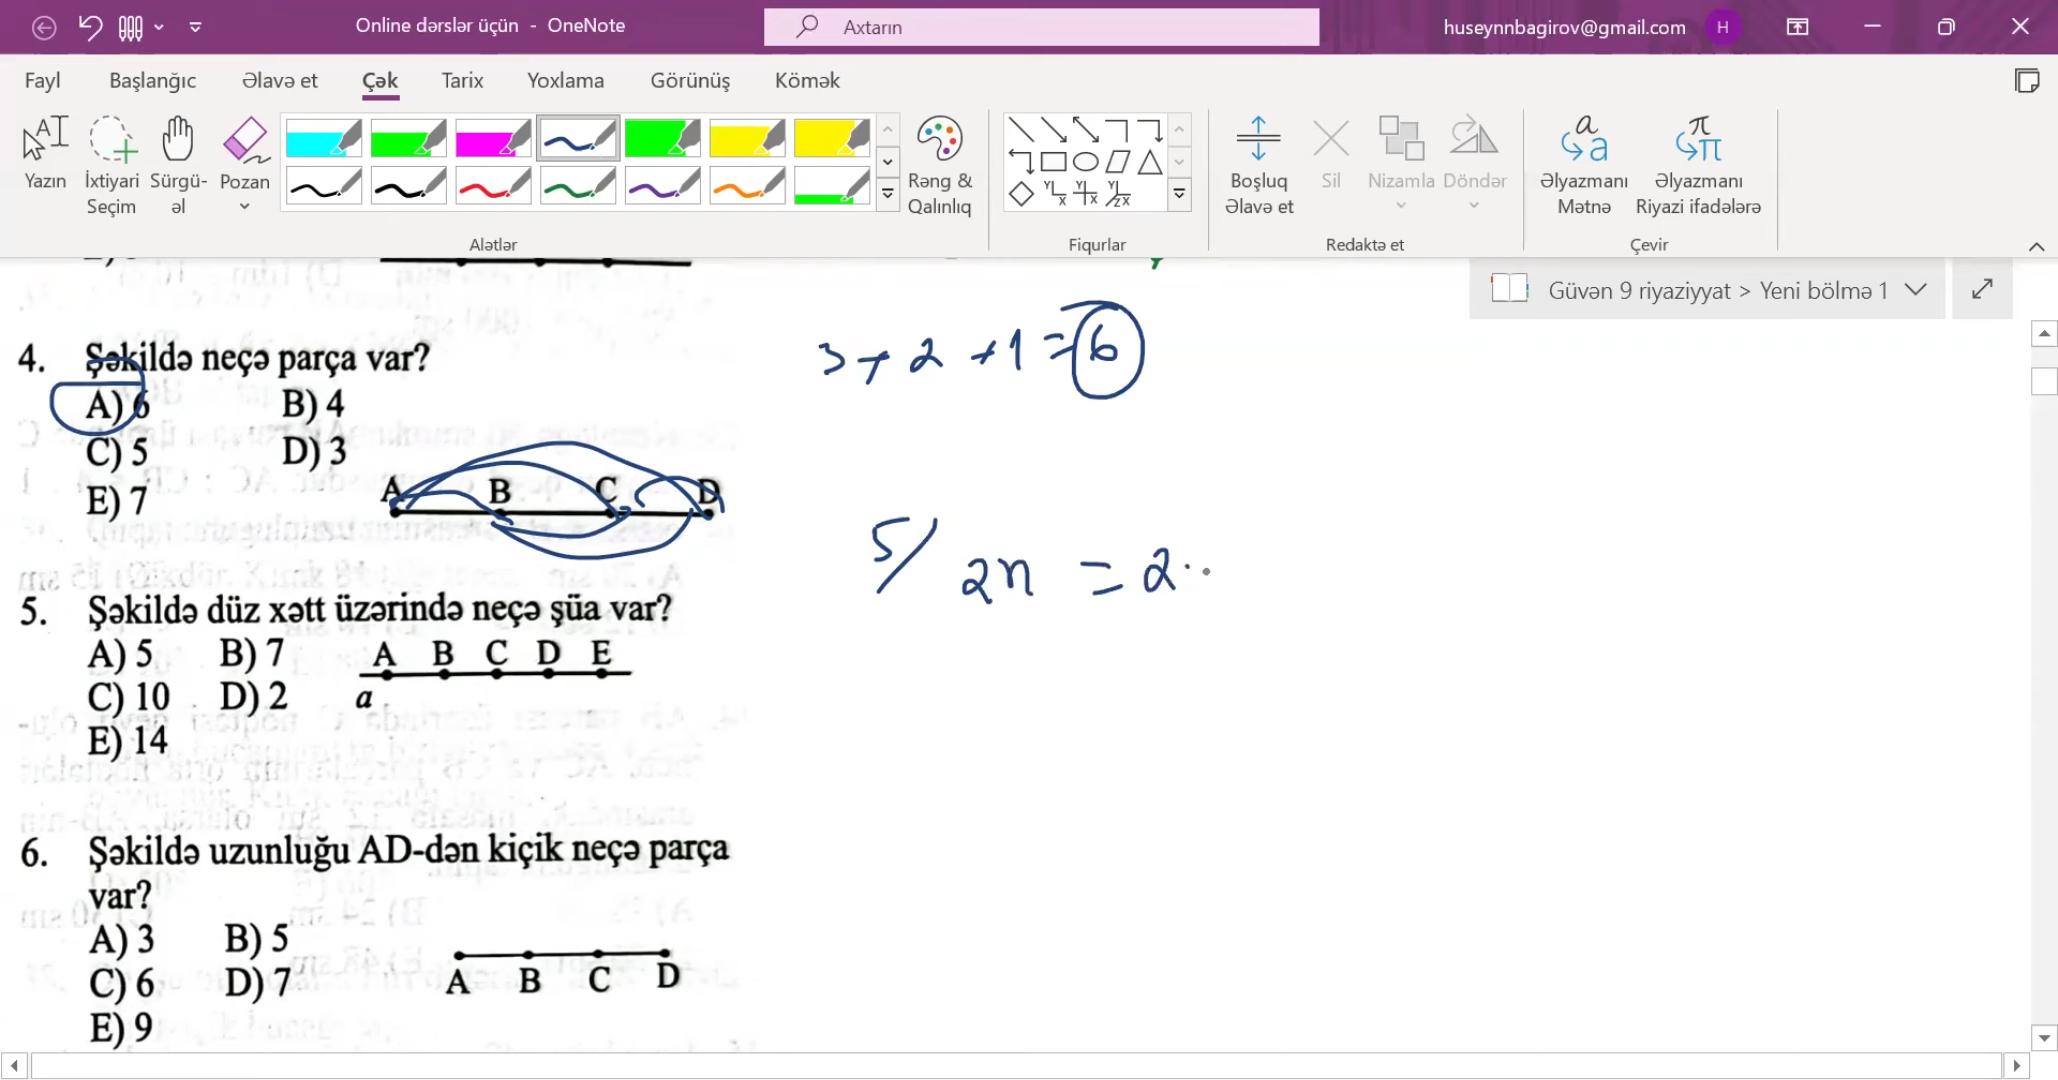 Online dərslər üçün - OneNote
Axtarın
huseynnbagirov@gmail.com H
Fayl Başlanğıc Əlavə et Çək Tarix Yoxlama Görünüş Kömək
Yazın
İxtiyari Seçim
Sürgü-əl
Pozan
Rəng & Qalınlıq
Boşluq Əlavə et
Sil
Nizamla
Döndər
Əlyazmanı Mətnə
Əlyazmanı Riyazi ifadələrə
Alətlər Fiqurlar Redaktə et Çevir
Güvən 9 riyaziyyat > Yeni bölmə 1
4. Şəkildə neçə parça var?
A) 6 B) 4
C) 5 D) 3
E) 7
A B C D
3 + 2 + 1 = 6
5/ 2n = 2·
5. Şəkildə düz xətt üzərində neçə şüa var?
A) 5 B) 7
C) 10 D) 2
E) 14
A B C D E
a
6. Şəkildə uzunluğu AD-dən kiçik neçə parça
var?
A) 3 B) 5
C) 6 D) 7
E) 9
A B C D